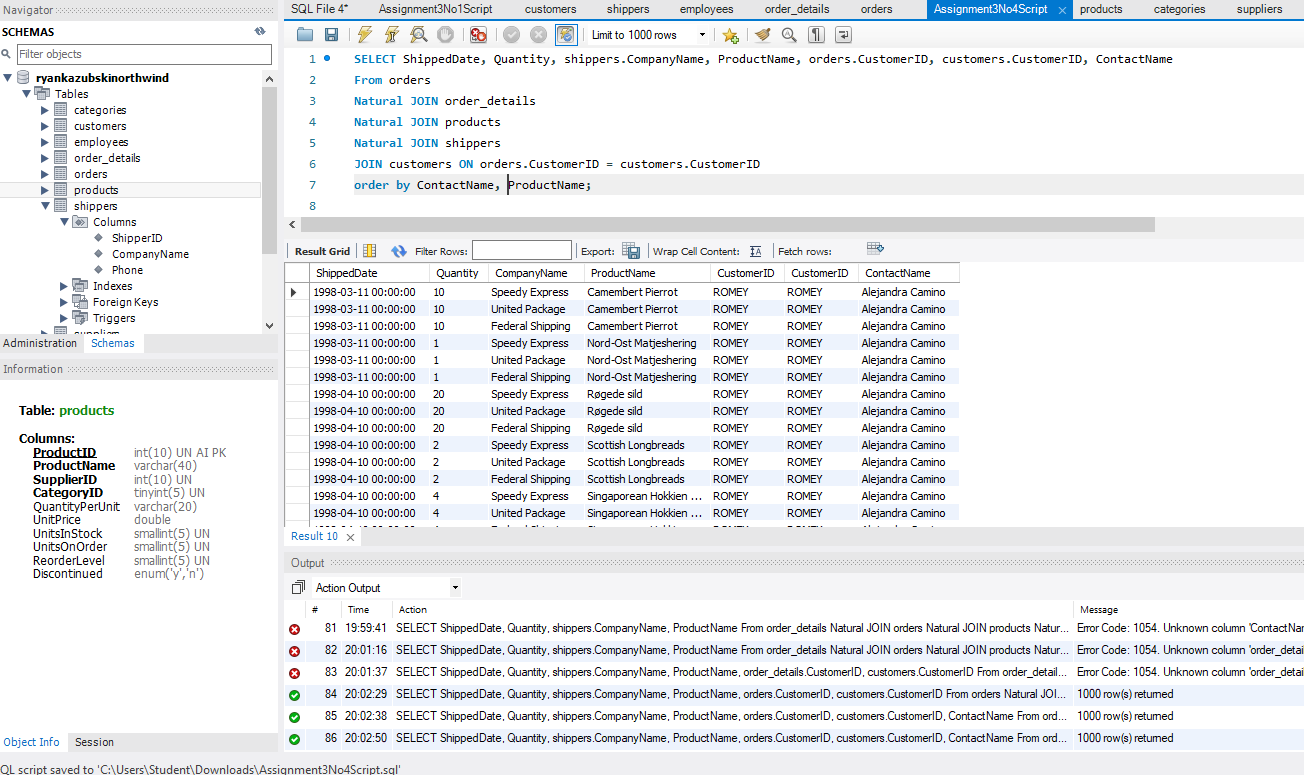 Navigator
SCHEMAS
Filter objects
ryankazubskinorthwind
Tables
categories
customers
employees
order_details
orders
products
shippers
Columns
ShipperID
CompanyName
Phone
Indexes
Foreign Keys
Triggers
Administration Schemas
Information
Table: products
Columns:
ProductID int(10) UN AI PK
ProductName varchar(40)
SupplierID int(10) UN
CategoryID tinyint(5) UN
QuantityPerUnit varchar(20)
UnitPrice double
UnitsInStock smallint(5) UN
UnitsOnOrder smallint(5) UN
ReorderLevel smallint(5) UN
Discontinued enum('y','n')
Object Info Session
QL script saved to 'C:\Users\Student\Downloads\Assignment3No4Script.sql'
SQL File 4* Assignment3No1Script customers shippers employees order_details orders Assignment3No4Script products categories suppliers
Limit to 1000 rows
1 SELECT ShippedDate, Quantity, shippers.CompanyName, ProductName, orders.CustomerID, customers.CustomerID, ContactName
2 From orders
3 Natural JOIN order_details
4 Natural JOIN products
5 Natural JOIN shippers
6 JOIN customers ON orders.CustomerID = customers.CustomerID
7 order by ContactName, ProductName;
8
Result Grid Filter Rows: Export: Wrap Cell Content: Fetch rows:
ShippedDate Quantity CompanyName ProductName CustomerID CustomerID ContactName
1998-03-11 00:00:00 10 Speedy Express Camembert Pierrot ROMEY ROMEY Alejandra Camino
1998-03-11 00:00:00 10 United Package Camembert Pierrot ROMEY ROMEY Alejandra Camino
1998-03-11 00:00:00 10 Federal Shipping Camembert Pierrot ROMEY ROMEY Alejandra Camino
1998-03-11 00:00:00 1 Speedy Express Nord-Ost Matjeshering ROMEY ROMEY Alejandra Camino
1998-03-11 00:00:00 1 United Package Nord-Ost Matjeshering ROMEY ROMEY Alejandra Camino
1998-03-11 00:00:00 1 Federal Shipping Nord-Ost Matjeshering ROMEY ROMEY Alejandra Camino
1998-04-10 00:00:00 20 Speedy Express Røgede sild ROMEY ROMEY Alejandra Camino
1998-04-10 00:00:00 20 United Package Røgede sild ROMEY ROMEY Alejandra Camino
1998-04-10 00:00:00 20 Federal Shipping Røgede sild ROMEY ROMEY Alejandra Camino
1998-04-10 00:00:00 2 Speedy Express Scottish Longbreads ROMEY ROMEY Alejandra Camino
1998-04-10 00:00:00 2 United Package Scottish Longbreads ROMEY ROMEY Alejandra Camino
1998-04-10 00:00:00 2 Federal Shipping Scottish Longbreads ROMEY ROMEY Alejandra Camino
1998-04-10 00:00:00 4 Speedy Express Singaporean Hokkien ... ROMEY ROMEY Alejandra Camino
1998-04-10 00:00:00 4 United Package Singaporean Hokkien ... ROMEY ROMEY Alejandra Camino
Result 10
Output
Action Output
# Time Action Message
81 19:59:41 SELECT ShippedDate, Quantity, shippers.CompanyName, ProductName From order_details Natural JOIN orders Natural JOIN products Natur... Error Code: 1054. Unknown column 'ContactNar
82 20:01:16 SELECT ShippedDate, Quantity, shippers.CompanyName, ProductName From order_details Natural JOIN orders Natural JOIN products Natur... Error Code: 1054. Unknown column 'order_detai
83 20:01:37 SELECT ShippedDate, Quantity, shippers.CompanyName, ProductName, order_details.CustomerID, customers.CustomerID From order_detail... Error Code: 1054. Unknown column 'order_detai
84 20:02:29 SELECT ShippedDate, Quantity, shippers.CompanyName, ProductName, orders.CustomerID, customers.CustomerID From orders Natural JOI... 1000 row(s) returned
85 20:02:38 SELECT ShippedDate, Quantity, shippers.CompanyName, ProductName, orders.CustomerID, customers.CustomerID, ContactName From ord... 1000 row(s) returned
86 20:02:50 SELECT ShippedDate, Quantity, shippers.CompanyName, ProductName, orders.CustomerID, customers.CustomerID, ContactName From ord... 1000 row(s) returned